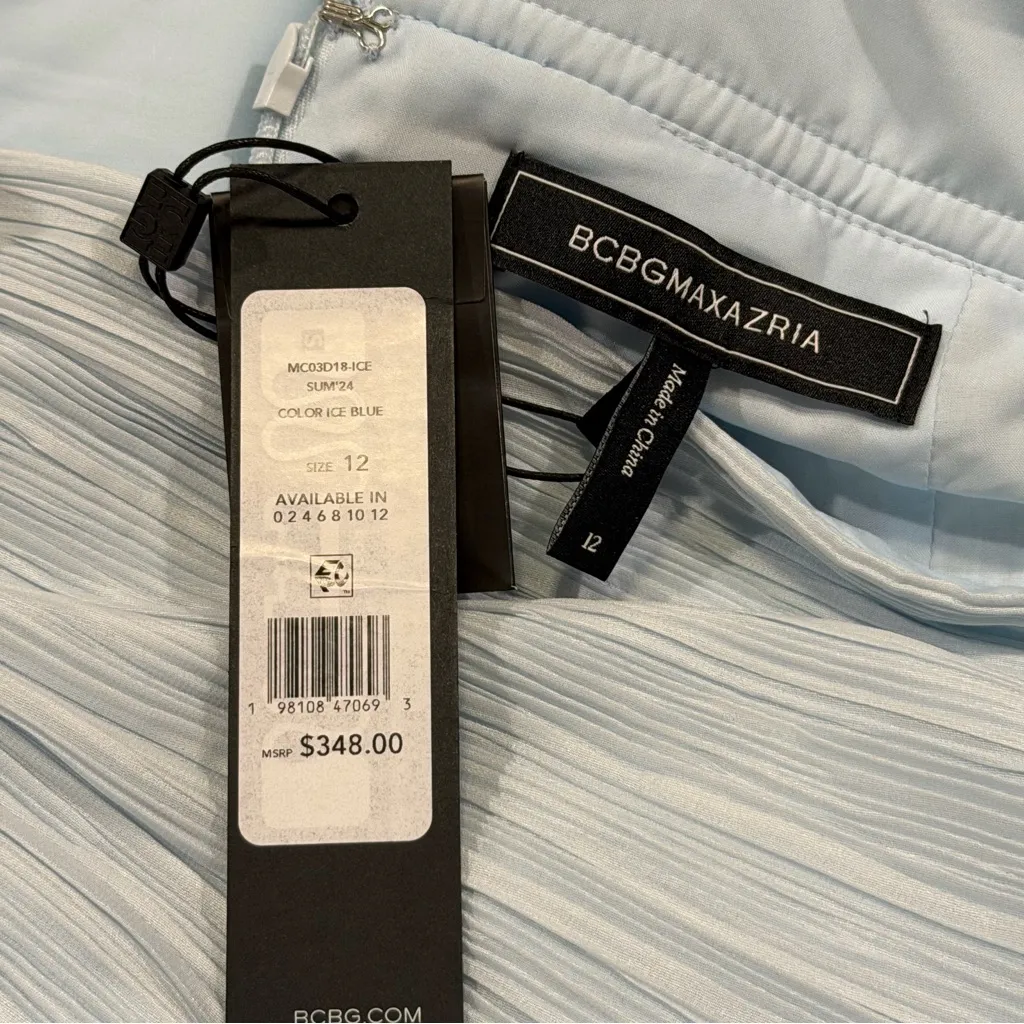 MC03D18-ICE
SUM'24
COLOR ICE BLUE
SIZE 12
AVAILABLE IN
0 2 4 6 8 10 12
1 98108 47069 3
MSRP $348.00
BCBG.COM
BCBGMAXAZRIA
Made in China
12